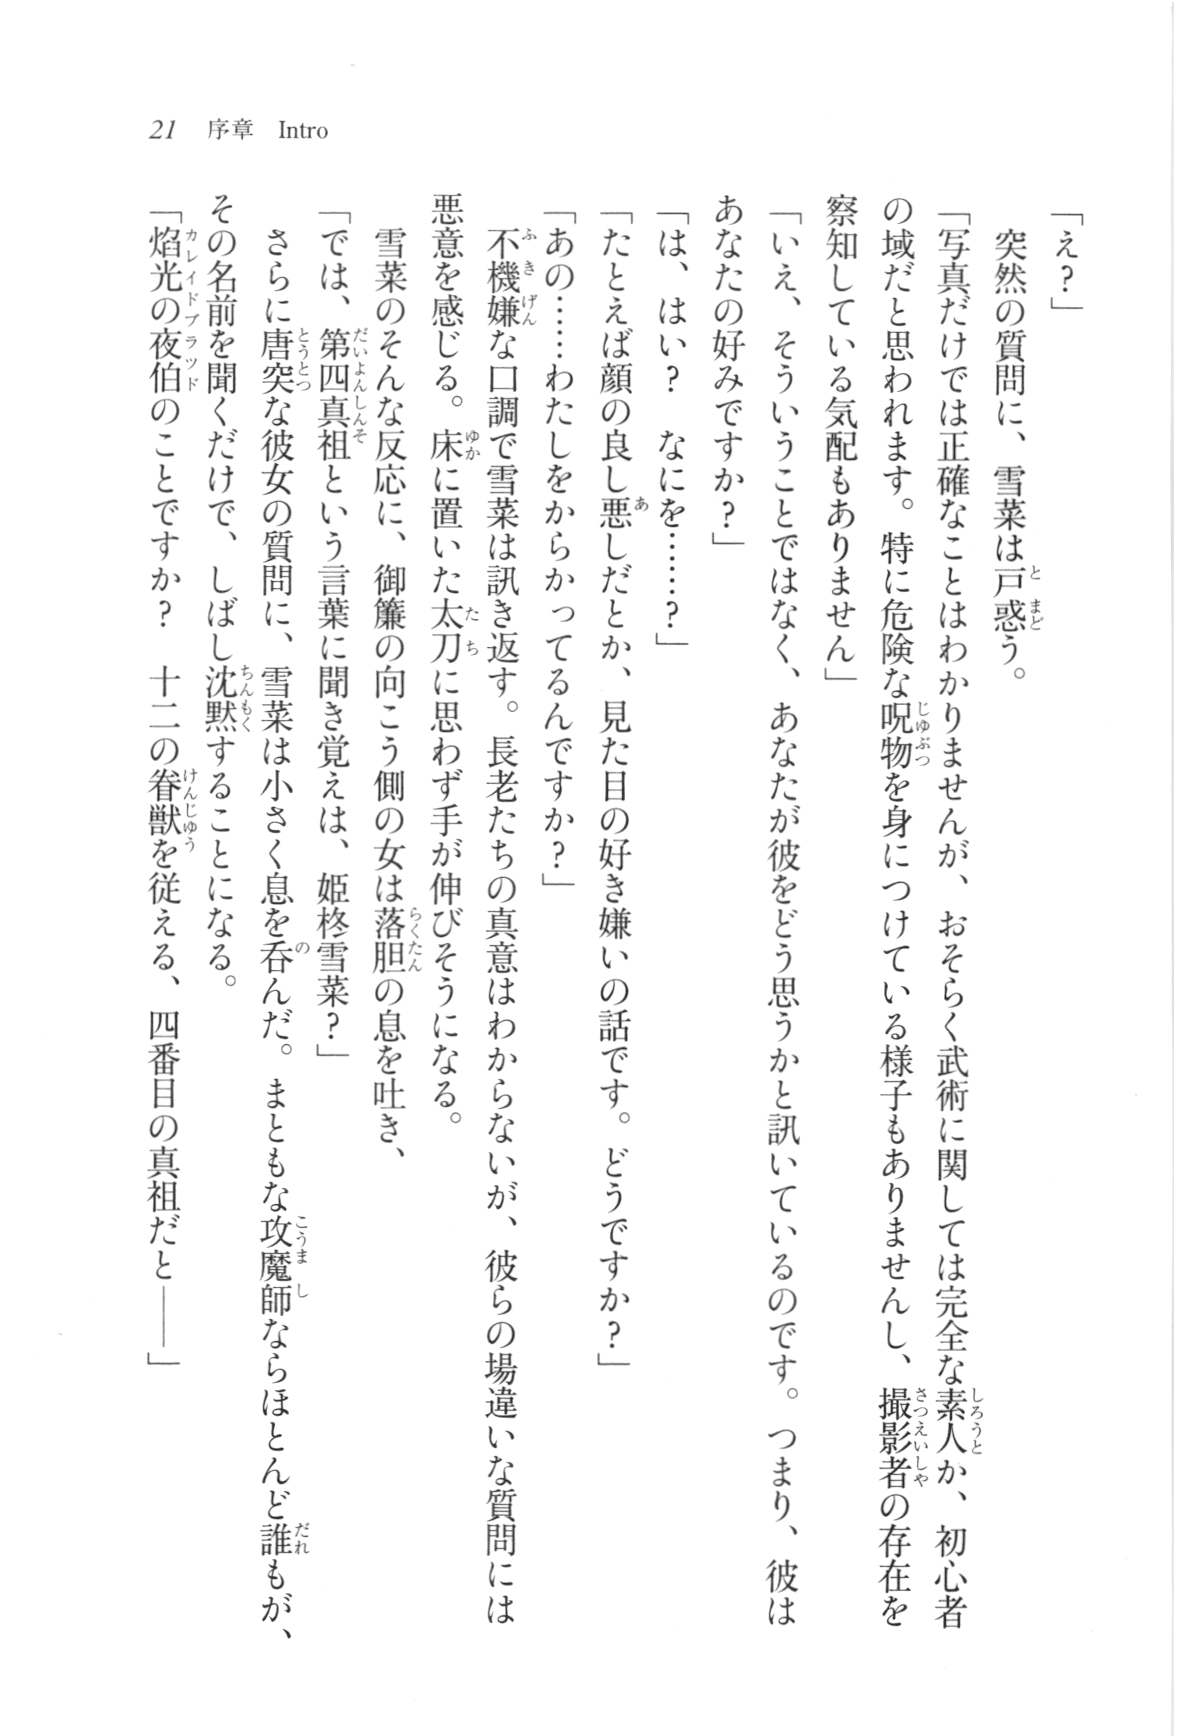 21　序章　Intro
「え？」
　突然の質問に、雪菜は戸惑う。
「写真だけでは正確なことはわかりませんが、おそらく武術に関しては完全な素人か、初心者
の域だと思われます。特に危険な呪物を身につけている様子もありませんし、撮影者の存在を
察知している気配もありません」
「いえ、そういうことではなく、あなたが彼をどう思うかと訊いているのです。つまり、彼は
あなたの好みですか？」
「は、はい？　なにを……？」
「たとえば顔の良し悪しだとか、見た目の好き嫌いの話です。どうですか？」
「あの……わたしをからかってるんですか？」
　不機嫌な口調で雪菜は訊き返す。長老たちの真意はわからないが、彼らの場違いな質問には
悪意を感じる。床に置いた太刀に思わず手が伸びそうになる。
　雪菜のそんな反応に、御簾の向こう側の女は落胆の息を吐き、
「では、第四真祖という言葉に聞き覚えは、姫柊雪菜？」
　さらに唐突な彼女の質問に、雪菜は小さく息を呑んだ。まともな攻魔師ならほとんど誰もが、
その名前を聞くだけで、しばし沈黙することになる。
「焰光の夜伯のことですか？　十二の眷獣を従える、四番目の真祖だと――」